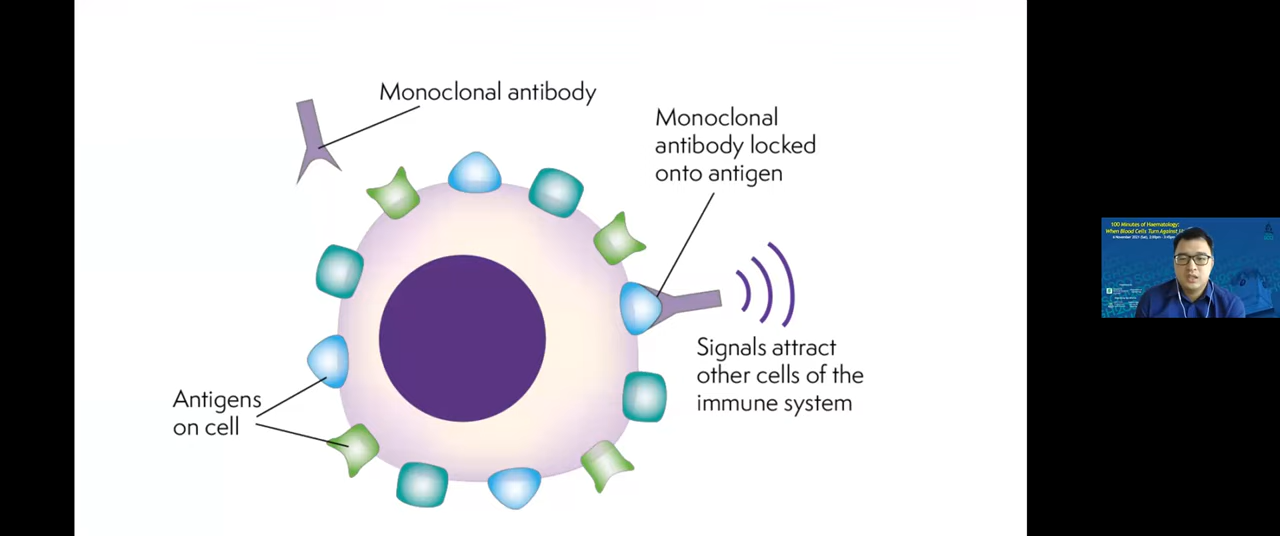 Monoclonal antibody
Monoclonal
antibody locked
onto antigen
Signals attract
other cells of the
immune system
Antigens
on cell
100 Minutes of Haematology:
When Blood Cells Turn Against